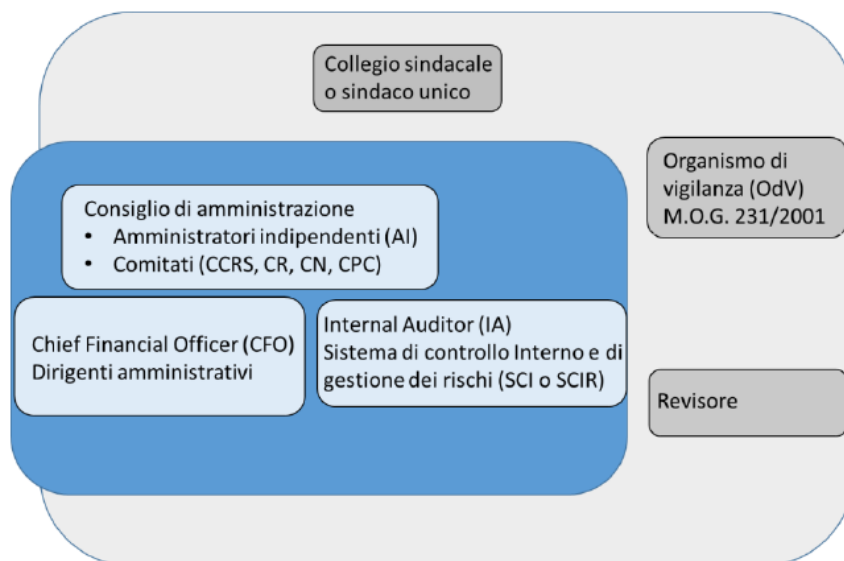 Collegio sindacale
o sindaco unico
Organismo di
vigilanza (OdV)
M.O.G. 231/2001
Consiglio di amministrazione
• Amministratori indipendenti (AI)
• Comitati (CCRS, CR, CN, CPC)
Chief Financial Officer (CFO)
Dirigenti amministrativi
Internal Auditor (IA)
Sistema di controllo Interno e di
gestione dei rischi (SCI o SCIR)
Revisore